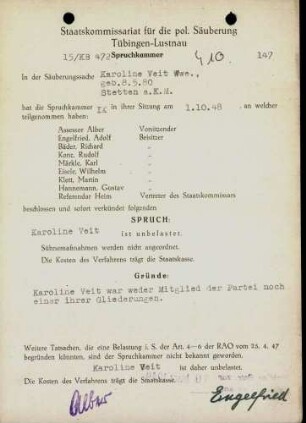 Staatskommissariat für die pol. Säuberung
Tübingen-Lustnau
15/KH 472 Spruchkammer 410 147
In der Säuberungssache Karoline Veit Wwe.,
geb.8.5.80
Stetten a.K.M.
hat die Spruchkammer IX in ihrer Sitzung am 1.10.48, an welcher
teilgenommen haben:
Assessor Alber Vorsitzender
Engelfried, Adolf Beisitzer
Bäder, Richard "
Konz, Rudolf "
Märkle, Karl "
Eisele, Wilhelm "
Klett, Martin "
Hannemann, Gustav "
Rebmodar Heim Vertreter des Staatskommissars
beschlossen und sofort verkündet folgenden
SPRUCH:
Karoline Veit
ist unbelastet.
Sühnemaßnahmen werden nicht angeordnet.
Die Kosten des Verfahrens trägt die Staatskasse.
Gründe:
Karoline Veit war weder Mitglied der Partei noch
einer ihrer Gliederungen.
Weitere Tatsachen, die eine Belastung i. S. der Art. 4—6 der RAO vom 25. 4. 47
begründen könnten, sind der Spruchkammer nicht bekannt geworden.
Karoline Veit ist daher unbelastet.
Die Kosten des Verfahrens trägt die Staatskasse.
Alber Engelfried